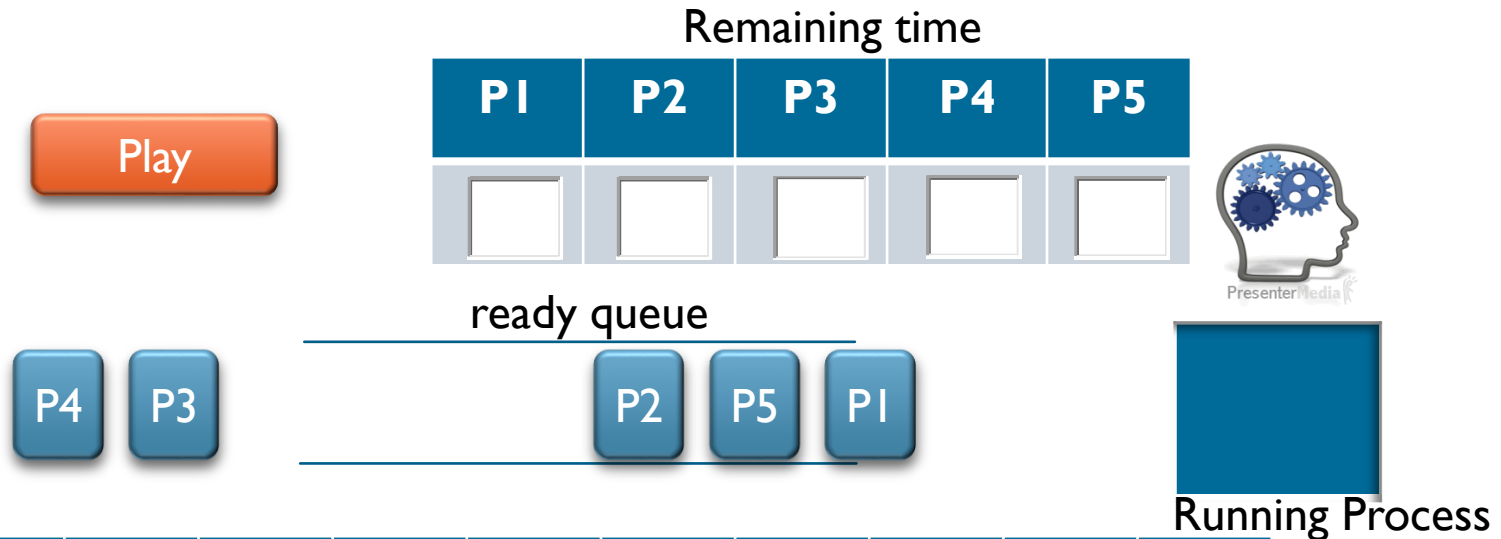 Remaining time
P1 P2 P3 P4 P5
Play
PresenterMedia
ready queue
P4 P3 P2 P5 P1
Running Process